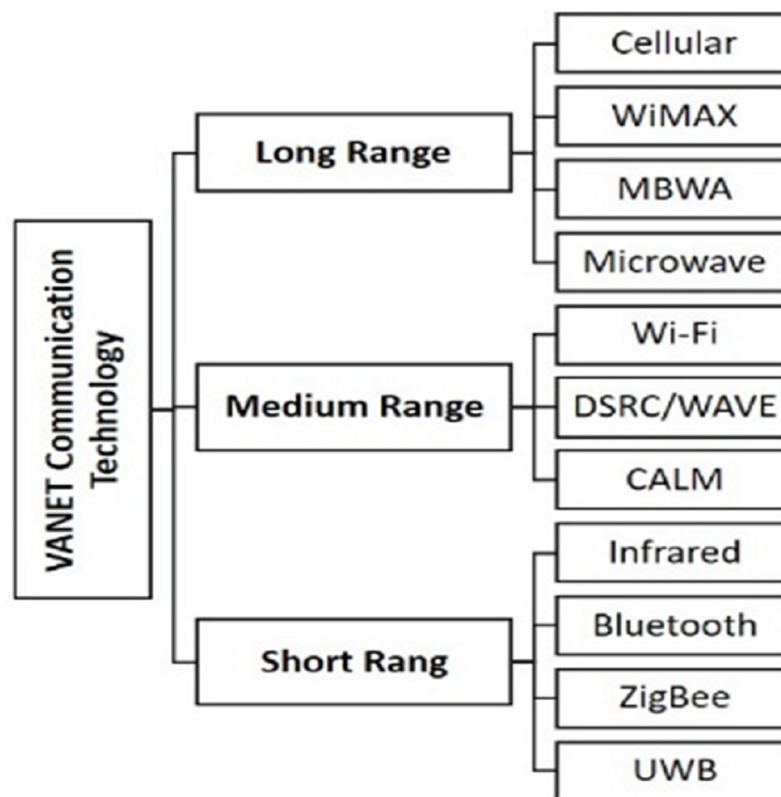 VANET Communication
Technology
Long Range
Cellular
WiMAX
MBWA
Microwave
Medium Range
Wi-Fi
DSRC/WAVE
CALM
Short Rang
Infrared
Bluetooth
ZigBee
UWB